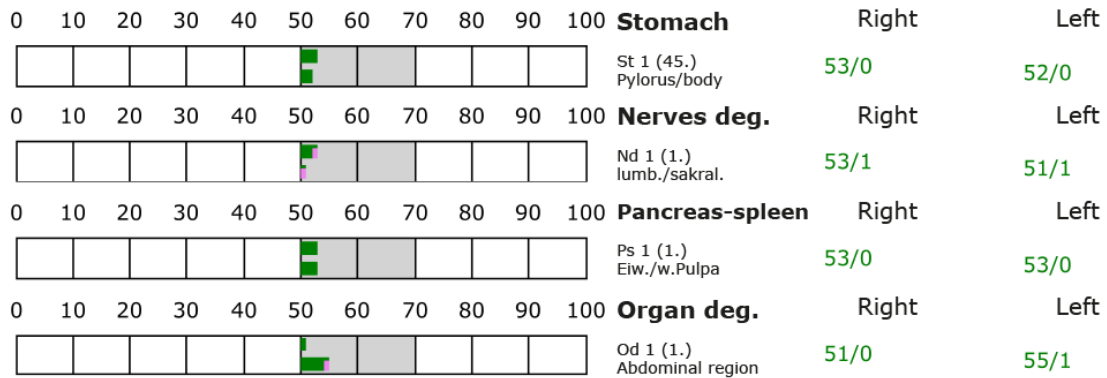 0 10 20 30 40 50 60 70 80 90 100 Stomach Right Left
St 1 (45.) 53/0 52/0
Pylorus/body
0 10 20 30 40 50 60 70 80 90 100 Nerves deg. Right Left
Nd 1 (1.) 53/1 51/1
lumb./sakral.
0 10 20 30 40 50 60 70 80 90 100 Pancreas-spleen Right Left
Ps 1 (1.) 53/0 53/0
Eiw./w.Pulpa
0 10 20 30 40 50 60 70 80 90 100 Organ deg. Right Left
Od 1 (1.) 51/0 55/1
Abdominal region